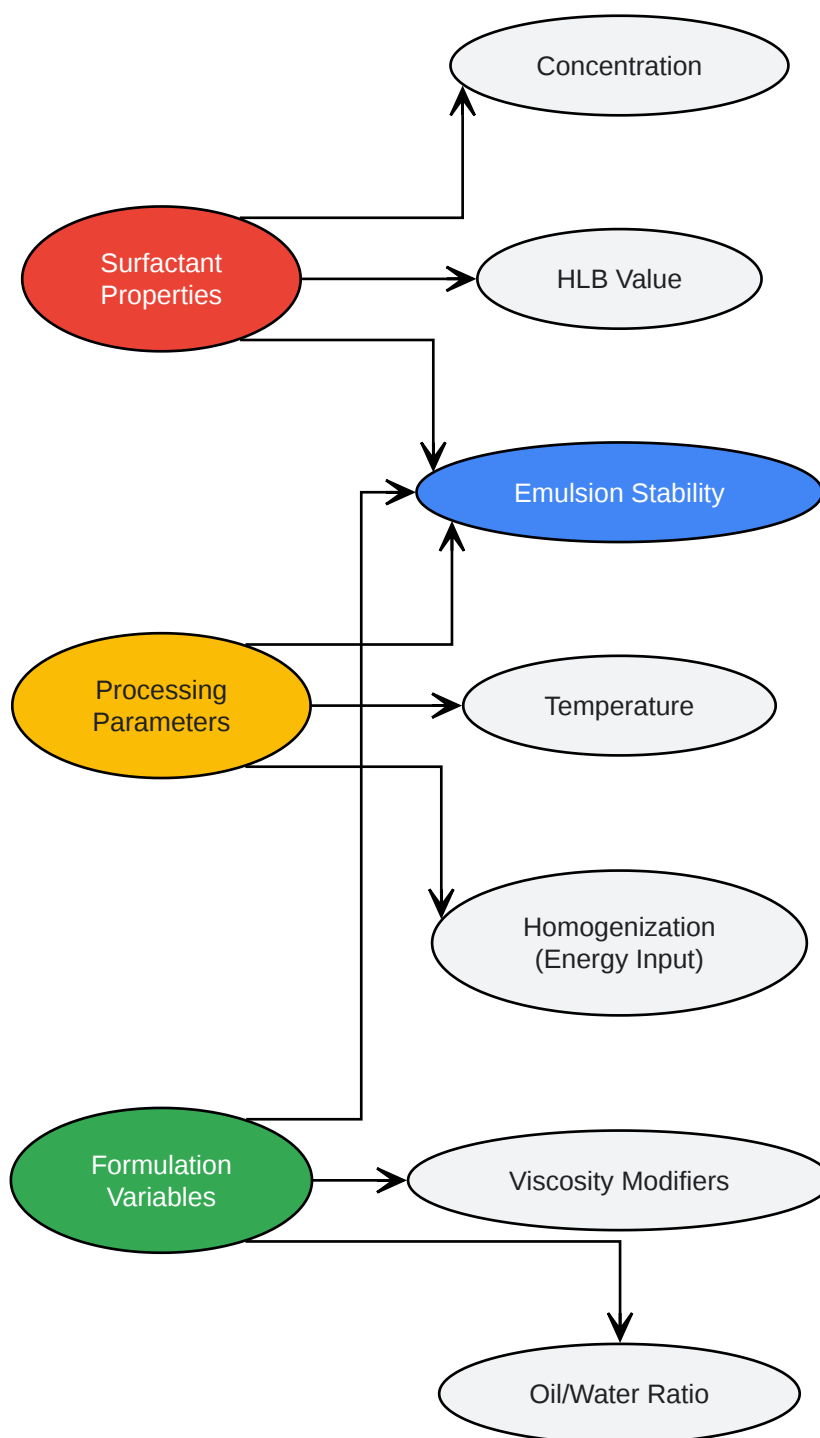 Concentration
Surfactant
Properties
HLB Value
Emulsion Stability
Processing
Parameters
Temperature
Homogenization
(Energy Input)
Formulation
Variables
Viscosity Modifiers
Oil/Water Ratio